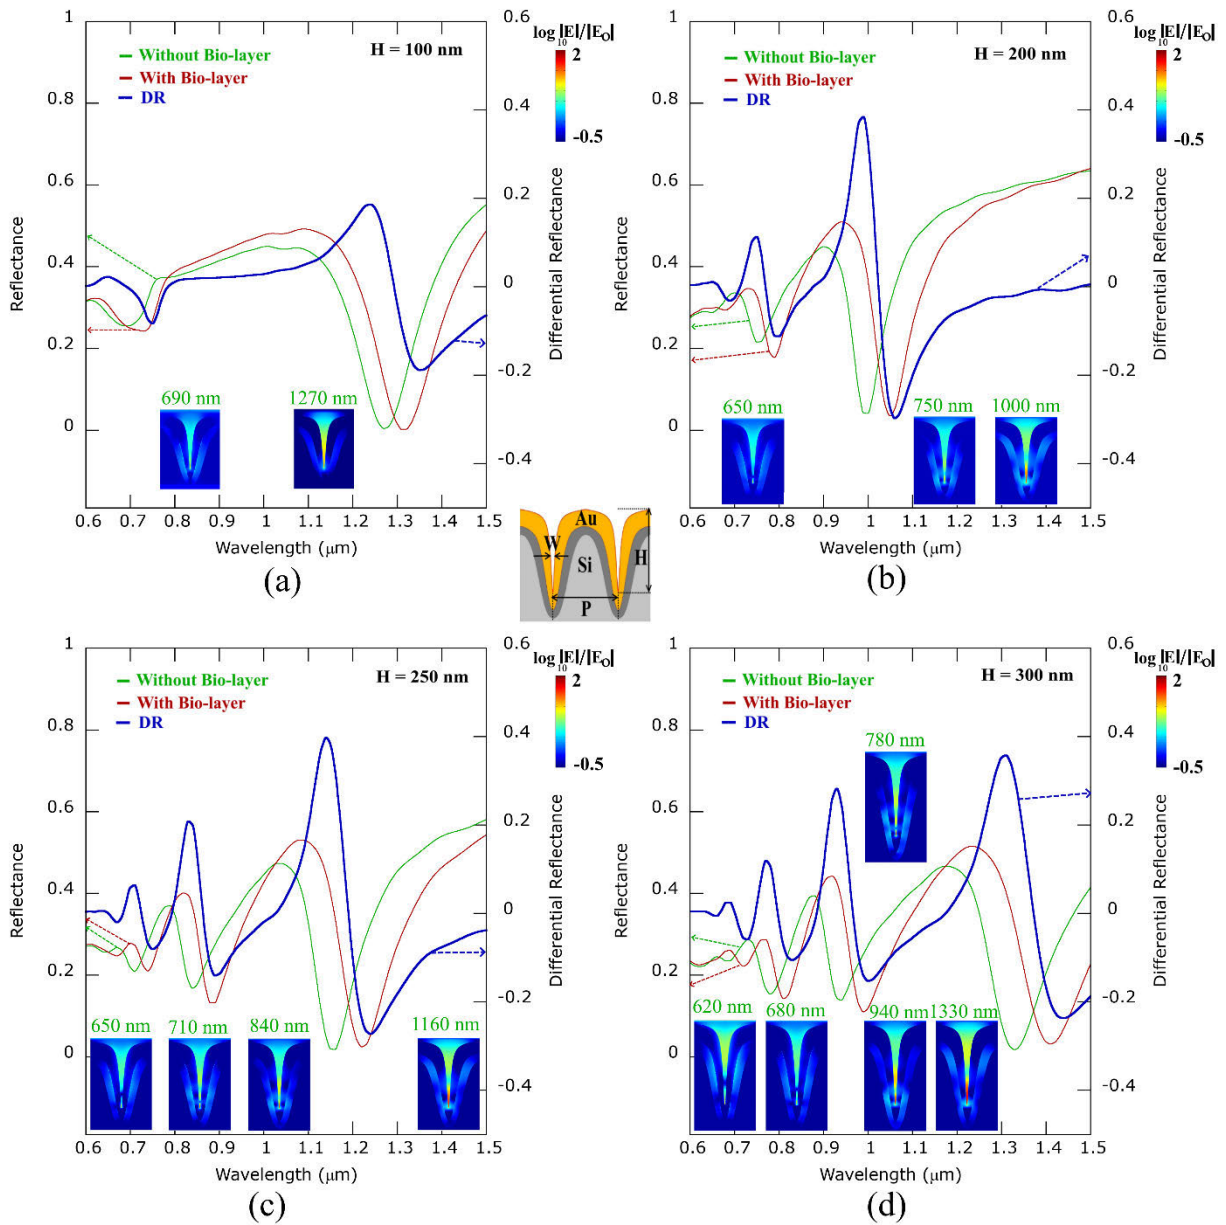 1
0.8
0.6
0.4
0.2
0
Reflectance
Without Bio-layer
With Bio-layer
DR
H = 100 nm
690 nm
1270 nm
0.6
0.4
0.2
0
-0.2
-0.4
Differential Reflectance
log10 |E|/|EO|
2
-0.5
0.6 0.7 0.8 0.9 1 1.1 1.2 1.3 1.4 1.5
Wavelength (μm)
(a)
1
0.8
0.6
0.4
0.2
0
Reflectance
Without Bio-layer
With Bio-layer
DR
H = 200 nm
650 nm
750 nm
1000 nm
0.6
0.4
0.2
0
-0.2
-0.4
Differential Reflectance
log10 |E|/|EO|
2
-0.5
0.6 0.7 0.8 0.9 1 1.1 1.2 1.3 1.4 1.5
Wavelength (μm)
(b)
Au
W
Si
H
P
1
0.8
0.6
0.4
0.2
0
Reflectance
Without Bio-layer
With Bio-layer
DR
H = 250 nm
650 nm
710 nm
840 nm
1160 nm
0.6
0.4
0.2
0
-0.2
-0.4
Differential Reflectance
log10 |E|/|EO|
2
-0.5
0.6 0.7 0.8 0.9 1 1.1 1.2 1.3 1.4 1.5
Wavelength (μm)
(c)
1
0.8
0.6
0.4
0.2
0
Reflectance
Without Bio-layer
With Bio-layer
DR
H = 300 nm
780 nm
620 nm
680 nm
940 nm
1330 nm
0.6
0.4
0.2
0
-0.2
-0.4
Differential Reflectance
log10 |E|/|EO|
2
-0.5
0.6 0.7 0.8 0.9 1 1.1 1.2 1.3 1.4 1.5
Wavelength (μm)
(d)